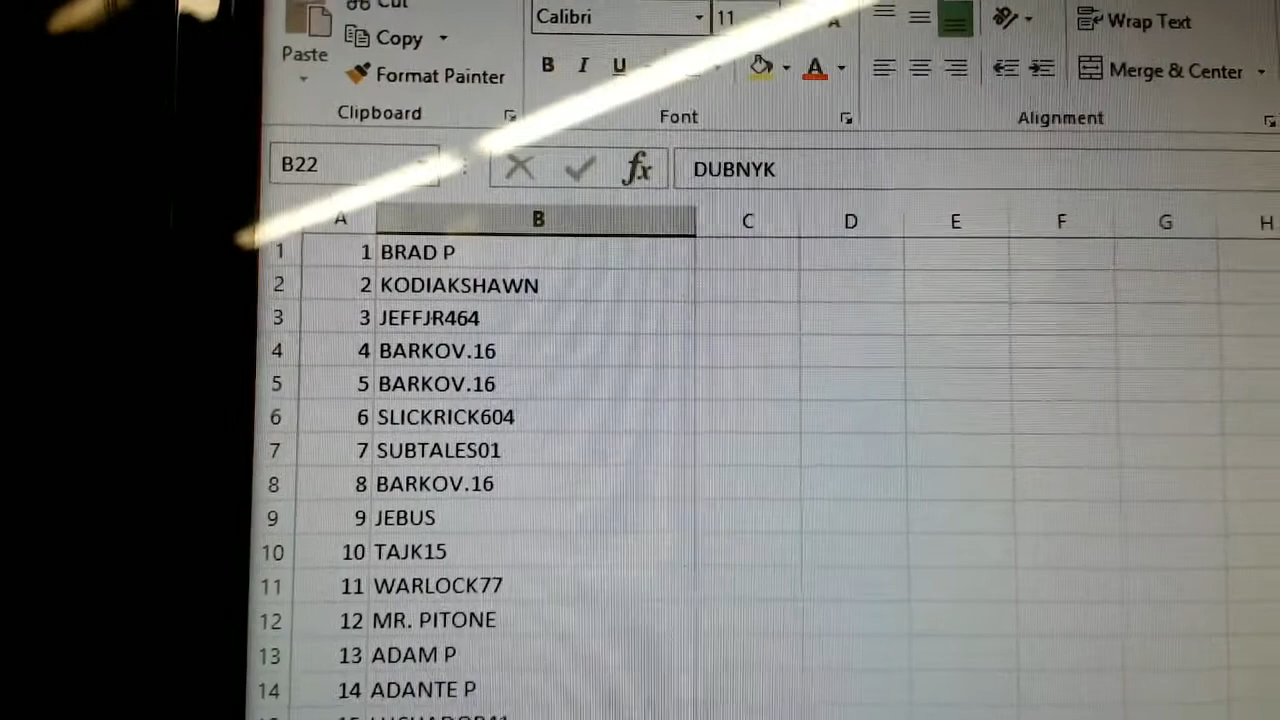 Cut
Paste
Copy
Format Painter
Clipboard
Calibri
11
A
B I U
A
Font
Wrap Text
Merge & Center
Alignment
B22
fx
DUBNYK
A B C D E F G H
1 1 BRAD P
2 2 KODIAKSHAWN
3 3 JEFFJR464
4 4 BARKOV.16
5 5 BARKOV.16
6 6 SLICKRICK604
7 7 SUBTALES01
8 8 BARKOV.16
9 9 JEBUS
10 10 TAJK15
11 11 WARLOCK77
12 12 MR. PITONE
13 13 ADAM P
14 14 ADANTE P